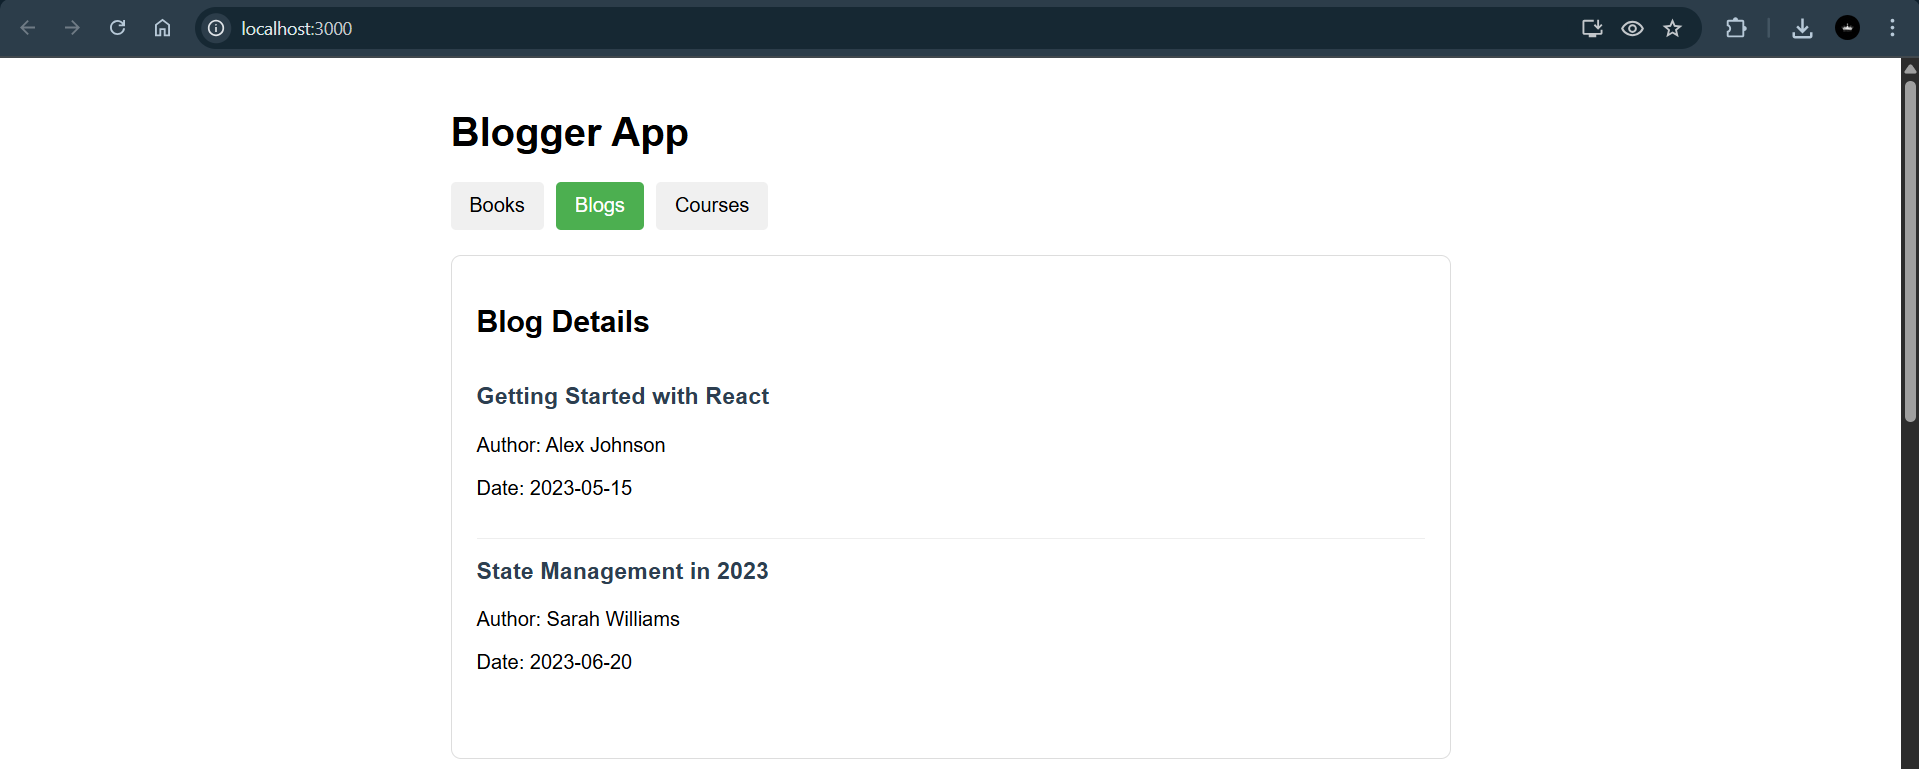 localhost:3000
Blogger App
Books Blogs Courses
Blog Details
Getting Started with React
Author: Alex Johnson
Date: 2023-05-15
State Management in 2023
Author: Sarah Williams
Date: 2023-06-20